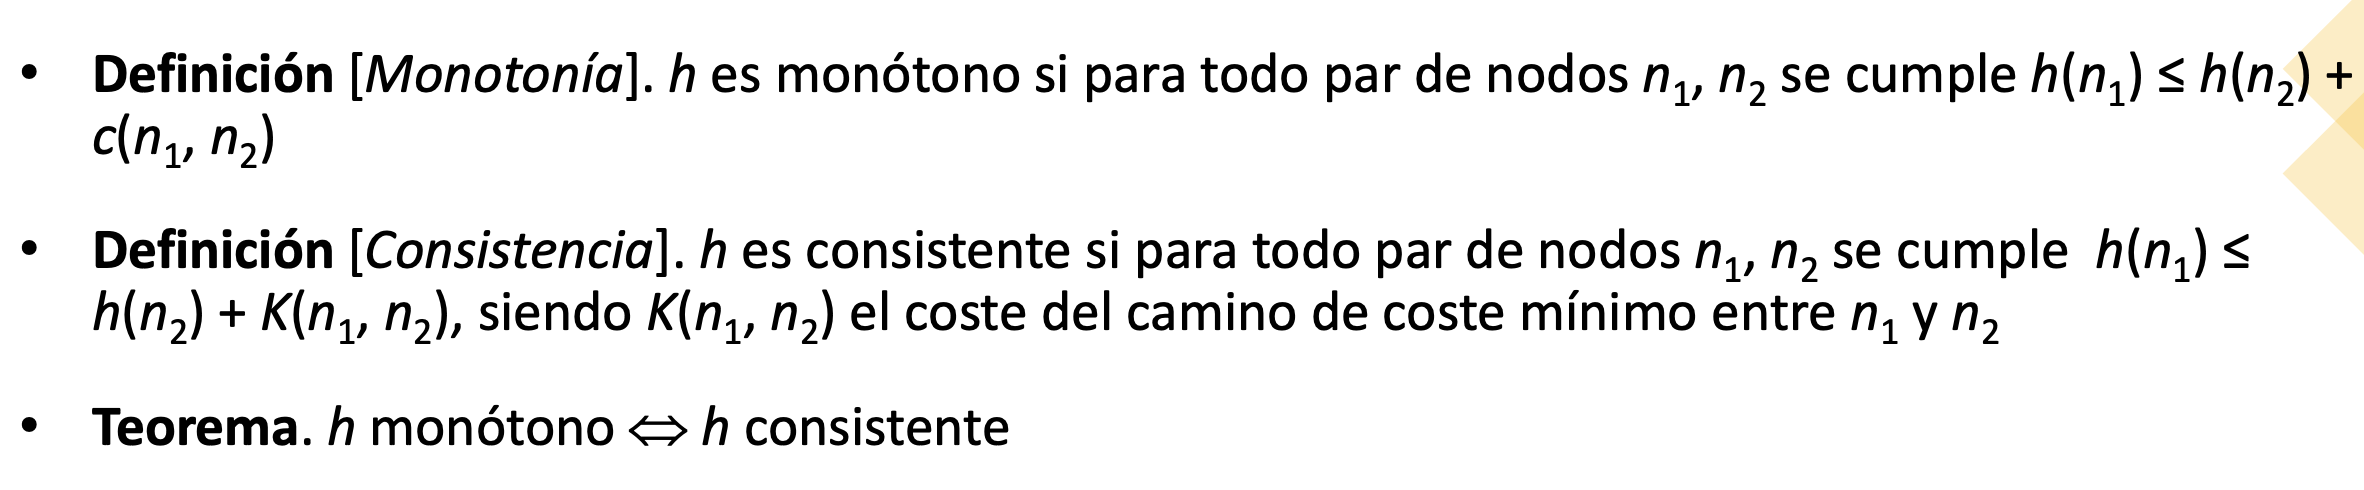 • Definición [Monotonía]. h es monótono si para todo par de nodos n₁, n₂ se cumple h(n₁) ≤ h(n₂) +
c(n₁, n₂)
• Definición [Consistencia]. h es consistente si para todo par de nodos n₁, n₂ se cumple h(n₁) ≤
h(n₂) + K(n₁, n₂), siendo K(n₁, n₂) el coste del camino de coste mínimo entre n₁ y n₂
• Teorema. h monótono ⇔ h consistente